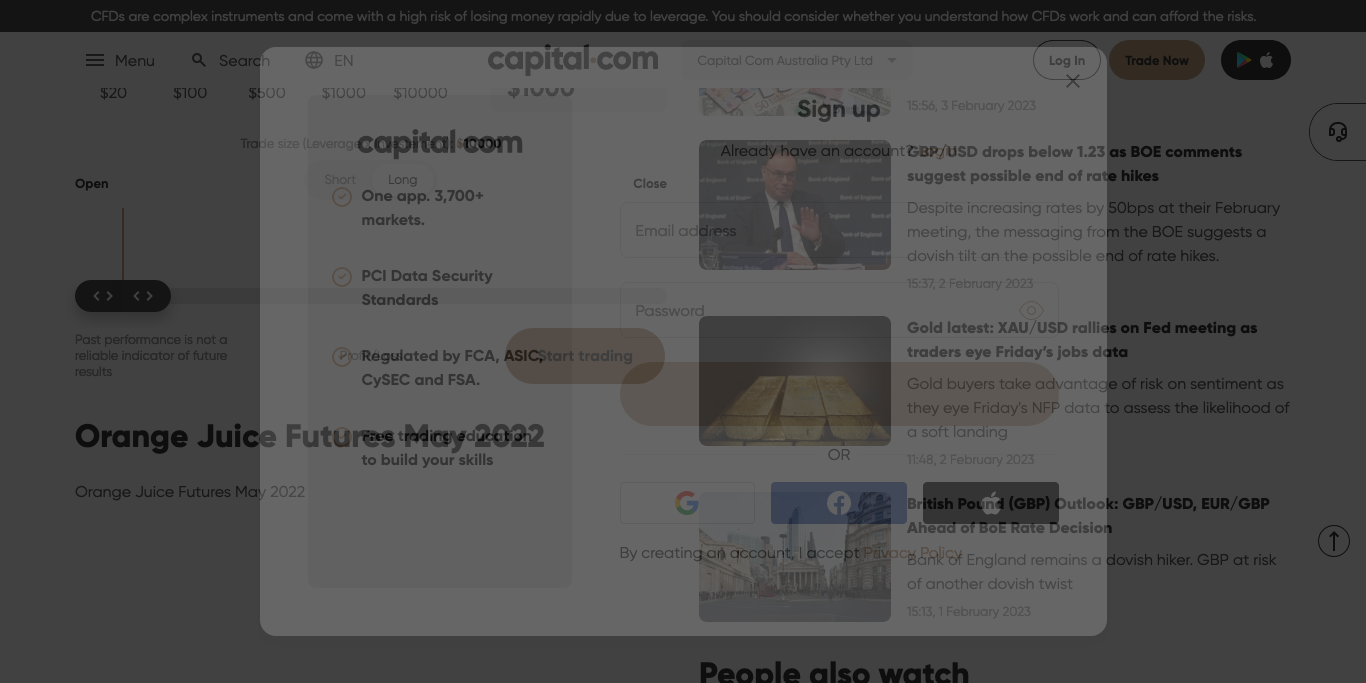 CFDs are complex instruments and come with a high risk of losing money rapidly due to leverage. You should consider whether you understand how CFDs work and can afford the risks.
Menu
Search
EN
capital.com
Capital Com Australia Pty Ltd
Log In
Trade Now
$20
$100
$500
$1000
$10000
$1000
Trade size (Leverage
$10000
Short
Long
Open
Close
Past performance is not a
reliable indicator of future
results
Start trading
Orange Juice Futures May 2022
Orange Juice Futures May 2022
capital.com
One app. 3,700+
markets.
PCI Data Security
Standards
Regulated by FCA, ASIC,
CySEC and FSA.
Free trading education
to build your skills
Sign up
Already have an account?
Email address
Password
OR
By creating an account, I accept Privacy Policy
15:56, 3 February 2023
GBP/USD drops below 1.23 as BOE comments
suggest possible end of rate hikes
Despite increasing rates by 50bps at their February
meeting, the messaging from the BOE suggests a
dovish tilt an the possible end of rate hikes.
15:37, 2 February 2023
Gold latest: XAU/USD rallies on Fed meeting as
traders eye Friday's jobs data
Gold buyers take advantage of risk on sentiment as
they eye Friday's NFP data to assess the likelihood of
a soft landing
11:48, 2 February 2023
British Pound (GBP) Outlook: GBP/USD, EUR/GBP
Ahead of BoE Rate Decision
Bank of England remains a dovish hiker. GBP at risk
of another dovish twist
15:13, 1 February 2023
People also watch